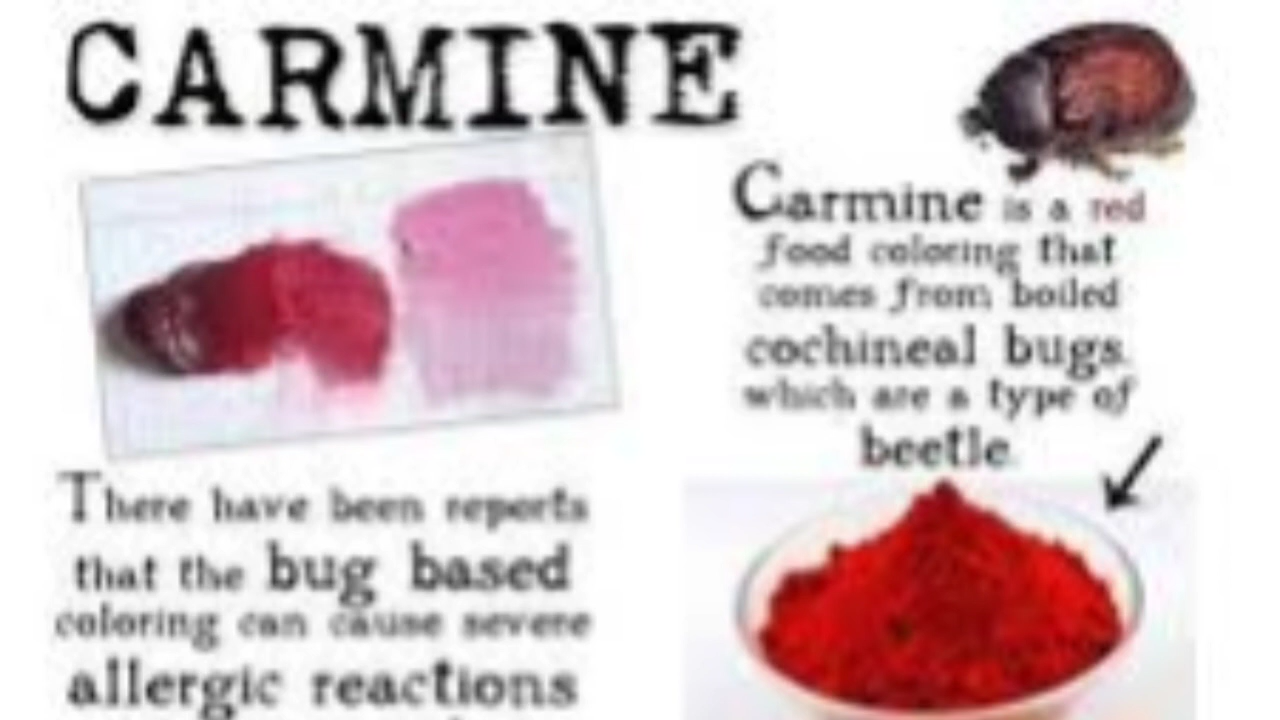 CARMINE
Carmine is a red
food coloring that
comes from boiled
cochineal bugs.
which are a type of
beetle.
There have been reports
that the bug based
coloring can cause severe
allergic reactions